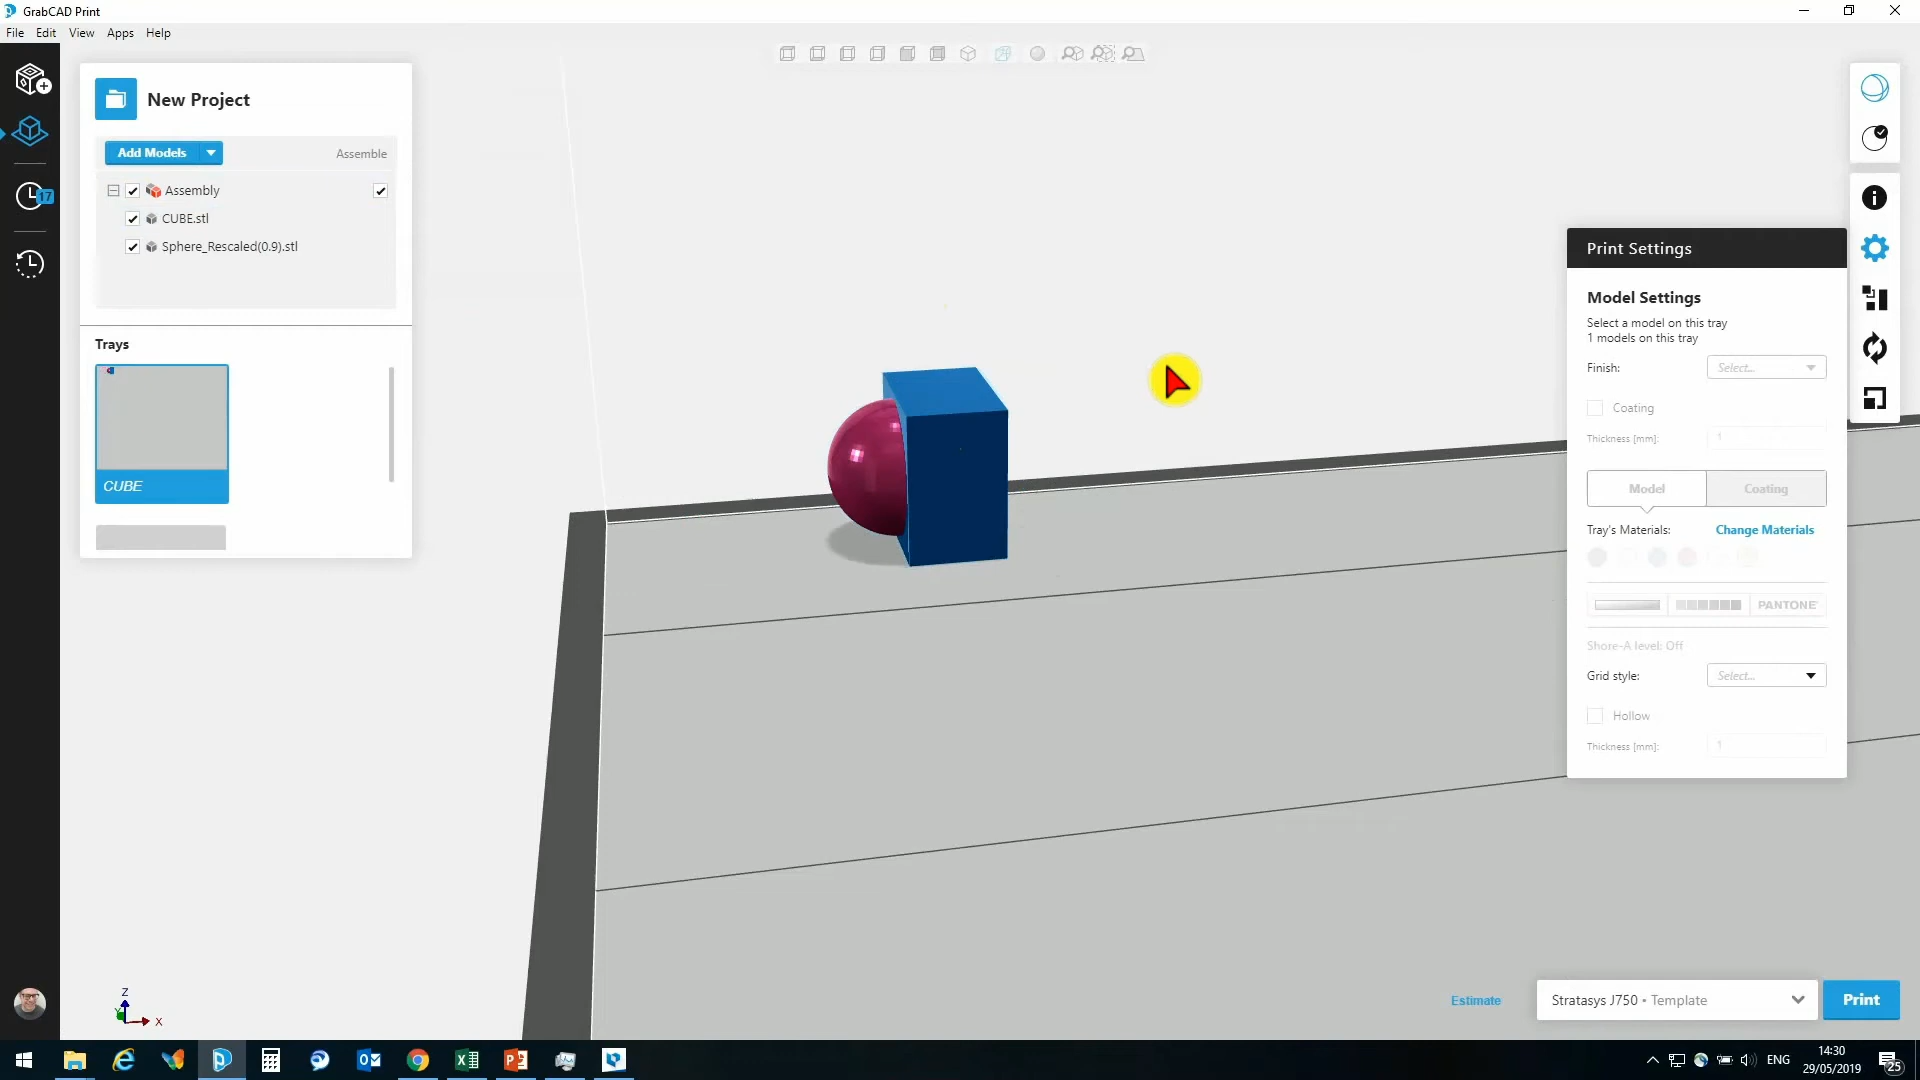 GrabCAD Print
File Edit View Apps Help
New Project
Add Models
Assemble
Assembly
CUBE.stl
Sphere_Rescaled(0.9).stl
Trays
CUBE
17
Print Settings
Model Settings
Select a model on this tray
1 models on this tray
Finish: Select...
Coating
Thickness [mm]: 1
Model Coating
Tray's Materials: Change Materials
PANTONE
Shore-A level: Off
Grid style: Select...
Hollow
Thickness [mm]: 1
Z
Y
X
Estimate
Stratasys J750 • Template
Print
ENG
14:30
29/05/2019
25